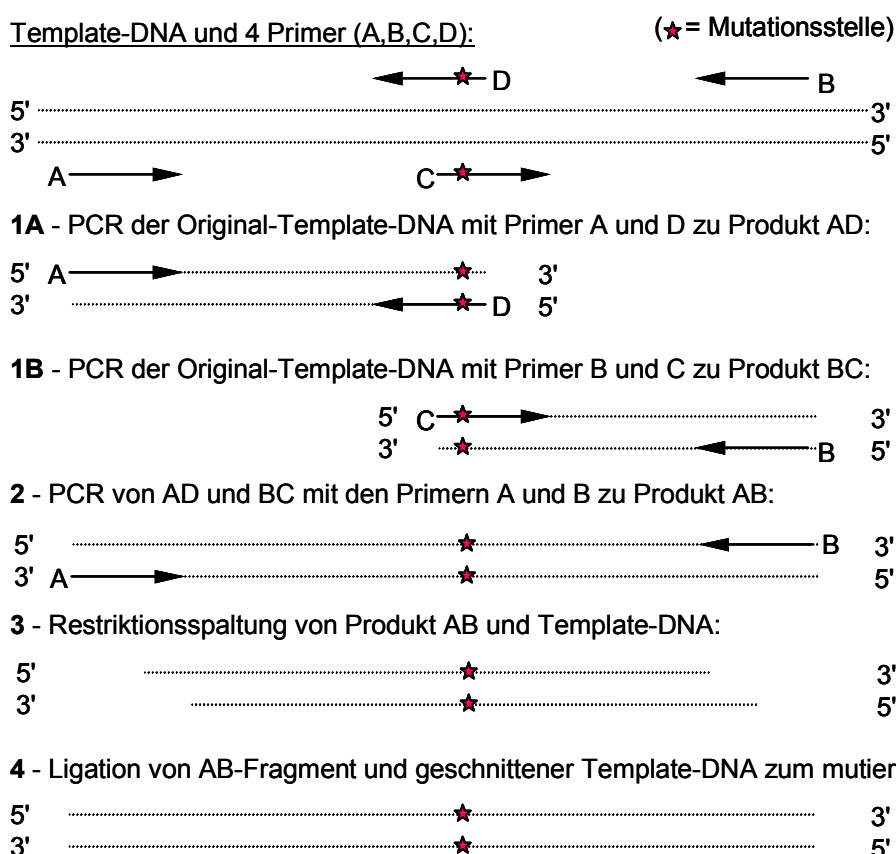 Template-DNA und 4 Primer (A,B,C,D):
(★= Mutationsstelle)
D
B
5' 3'
3' 5'
A
C
1A - PCR der Original-Template-DNA mit Primer A und D zu Produkt AD:
5' A 3'
3' D 5'
1B - PCR der Original-Template-DNA mit Primer B und C zu Produkt BC:
5' C 3'
3' B 5'
2 - PCR von AD und BC mit den Primern A und B zu Produkt AB:
5' B 3'
3' A 5'
3 - Restriktionsspaltung von Produkt AB und Template-DNA:
5' 3'
3' 5'
4 - Ligation von AB-Fragment und geschnittener Template-DNA zum mutier
5' 3'
3' 5'